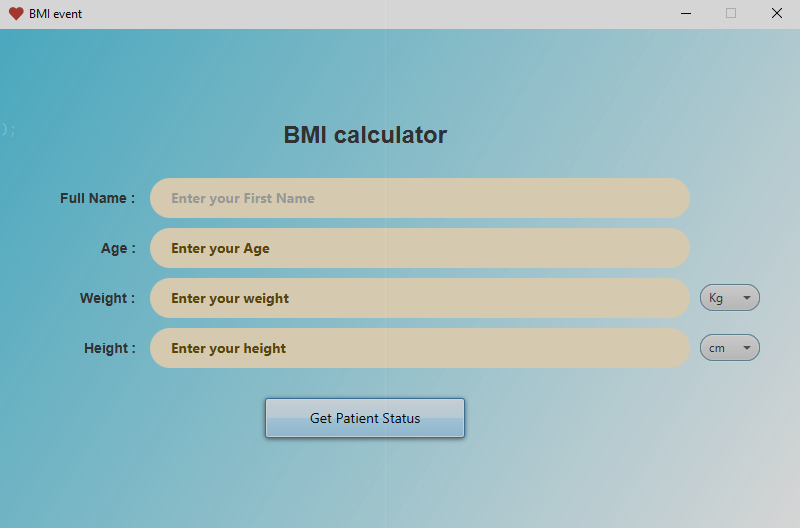 BMI event
);
BMI calculator
Full Name : Enter your First Name
Age : Enter your Age
Weight : Enter your weight Kg
Height : Enter your height cm
Get Patient Status